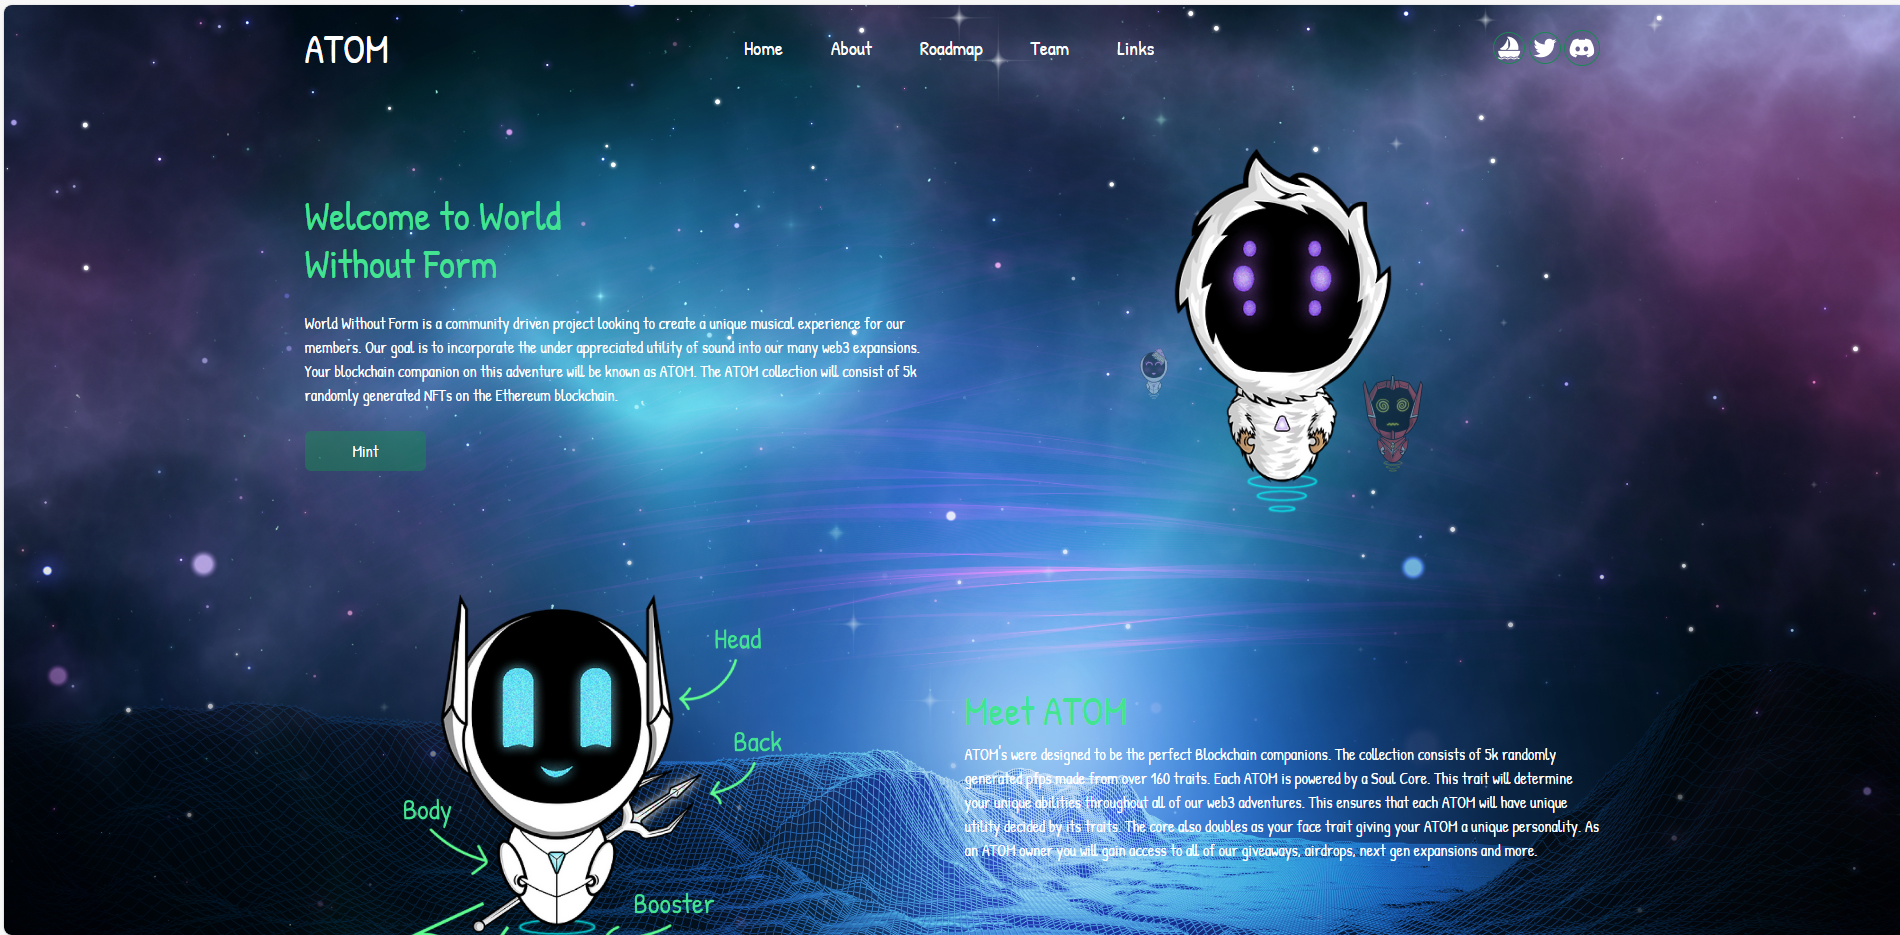 ATOM
Home About Roadmap Team Links
Welcome to World
Without Form
World Without Form is a community driven project looking to create a unique musical experience for our
members. Our goal is to incorporate the under appreciated utility of sound into our many web3 expansions.
Your blockchain companion on this adventure will be known as ATOM. The ATOM collection will consist of 5k
randomly generated NFTs on the Ethereum blockchain.
Mint
Head
Back
Body
Booster
Meet ATOM
ATOM's were designed to be the perfect Blockchain companions. The collection consists of 5k randomly
generated pfps made from over 160 traits. Each ATOM is powered by a Soul Core. This trait will determine
your unique abilities throughout all of our web3 adventures. This ensures that each ATOM will have unique
utility decided by its traits. The core also doubles as your face trait giving your ATOM a unique personality. As
an ATOM owner you will gain access to all of our giveaways, airdrops, next gen expansions and more.